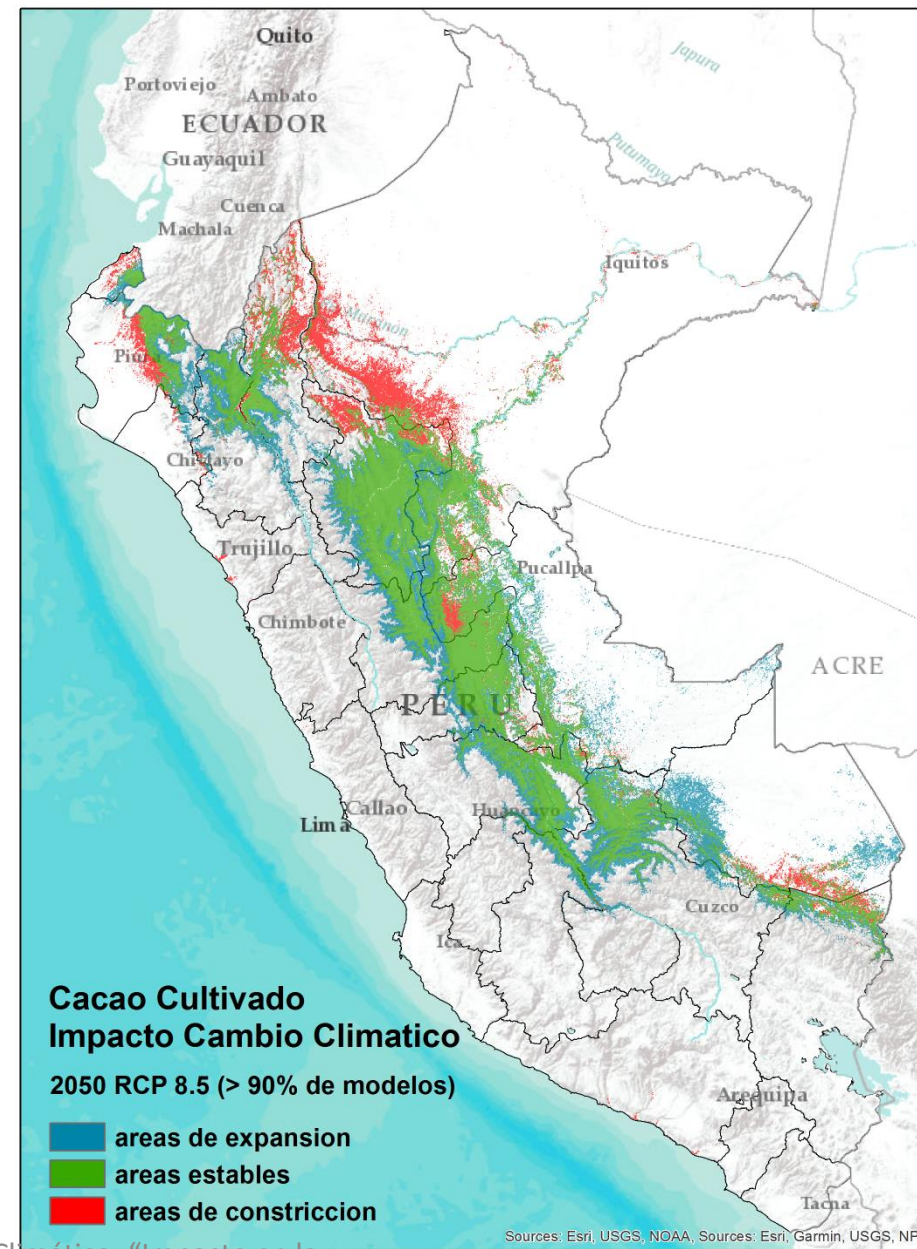 Quito
Japura
Portoviejo
Ambato
ECUADOR
Putumayo
Guayaquil
Cuenca
Machala
Iquitos
Marañón
Piura
Chiclayo
Trujillo
Pucallpa
Chimbote
ACRE
PERU
Callao
Huancayo
Lima
Cuzco
Ica
Cacao Cultivado
Impacto Cambio Climatico
2050 RCP 8.5 (> 90% de modelos)
Arequipa
areas de expansion
areas estables
areas de constriccion
Tacna
Sources: Esri, USGS, NOAA, Sources: Esri, Garmin, USGS, NP